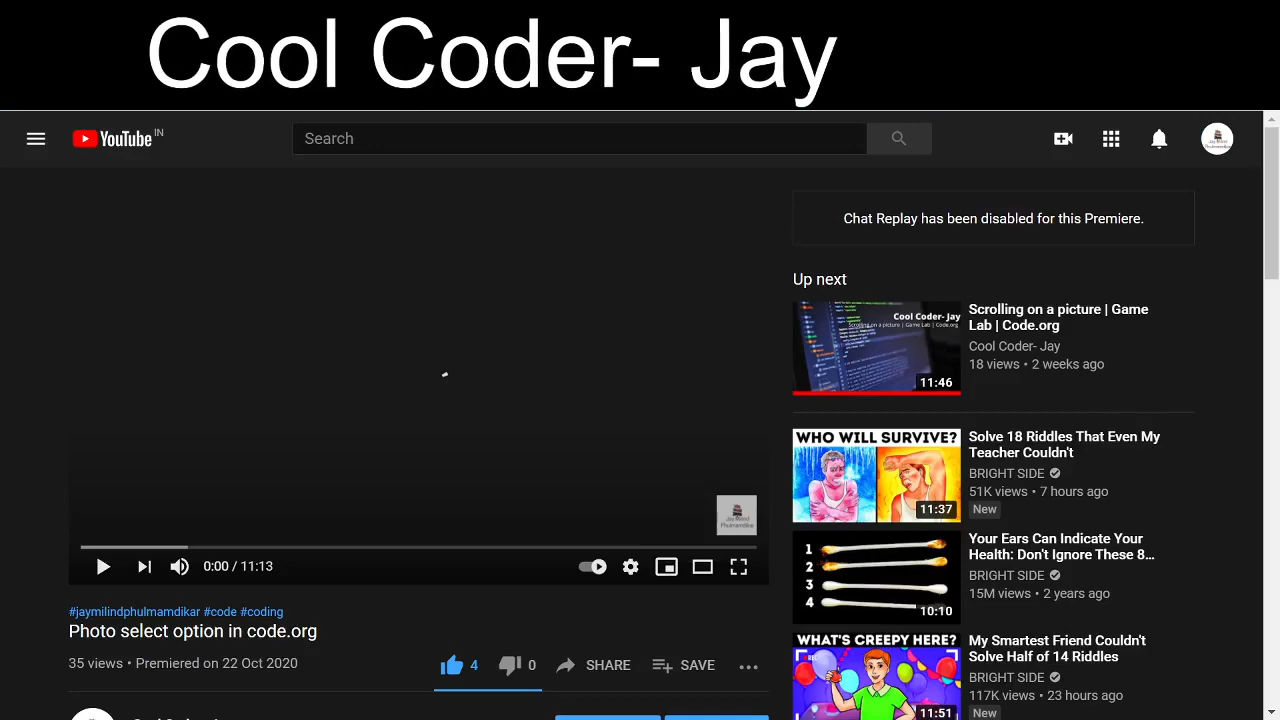 Cool Coder- Jay
YouTube IN
Search
Chat Replay has been disabled for this Premiere.
Up next
Cool Coder- Jay
Scrolling on a picture | Game Lab | Code.org
11:46
Scrolling on a picture | Game
Lab | Code.org
Cool Coder- Jay
18 views • 2 weeks ago
WHO WILL SURVIVE?
11:37
Solve 18 Riddles That Even My
Teacher Couldn't
BRIGHT SIDE
51K views • 7 hours ago
New
1
2
3
4
10:10
Your Ears Can Indicate Your
Health: Don't Ignore These 8...
BRIGHT SIDE
15M views • 2 years ago
WHAT'S CREEPY HERE?
REC
11:51
My Smartest Friend Couldn't
Solve Half of 14 Riddles
BRIGHT SIDE
117K views • 23 hours ago
New
Jay Milind
Phulmamdikar
0:00 / 11:13
#jaymilindphulmamdikar #code #coding
Photo select option in code.org
35 views • Premiered on 22 Oct 2020
4
0
SHARE
SAVE